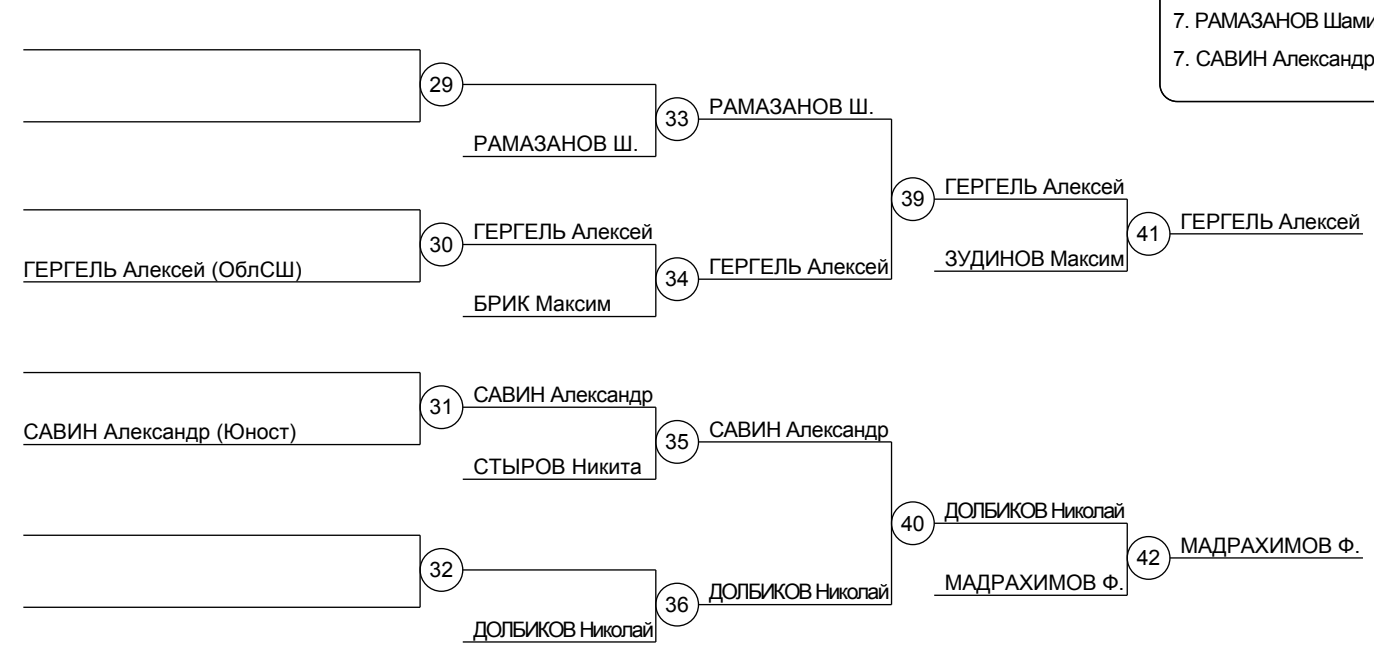 7. РАМАЗАНОВ Шами
7. САВИН Александр
29
РАМАЗАНОВ Ш.
33
РАМАЗАНОВ Ш.
39
ГЕРГЕЛЬ Алексей
ГЕРГЕЛЬ Алексей (ОблСШ)
30
ГЕРГЕЛЬ Алексей
БРИК Максим
34
ГЕРГЕЛЬ Алексей
ЗУДИНОВ Максим
41
ГЕРГЕЛЬ Алексей
САВИН Александр (Юност)
31
САВИН Александр
СТЫРОВ Никита
35
САВИН Александр
40
ДОЛБИКОВ Николай
МАДРАХИМОВ Ф.
42
МАДРАХИМОВ Ф.
32
ДОЛБИКОВ Николай
36
ДОЛБИКОВ Николай